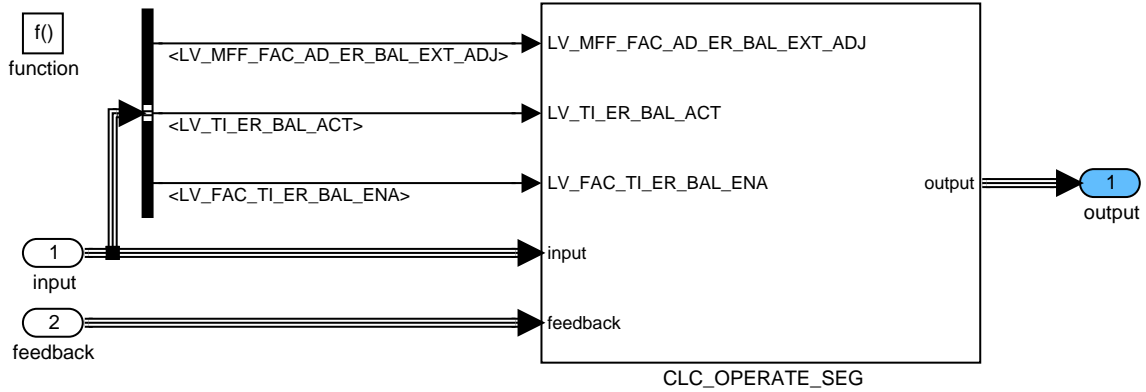 f()
function
<LV_MFF_FAC_AD_ER_BAL_EXT_ADJ>
LV_MFF_FAC_AD_ER_BAL_EXT_ADJ
<LV_TI_ER_BAL_ACT>
LV_TI_ER_BAL_ACT
<LV_FAC_TI_ER_BAL_ENA>
LV_FAC_TI_ER_BAL_ENA
output
1
output
1
input
input
2
feedback
feedback
CLC_OPERATE_SEG